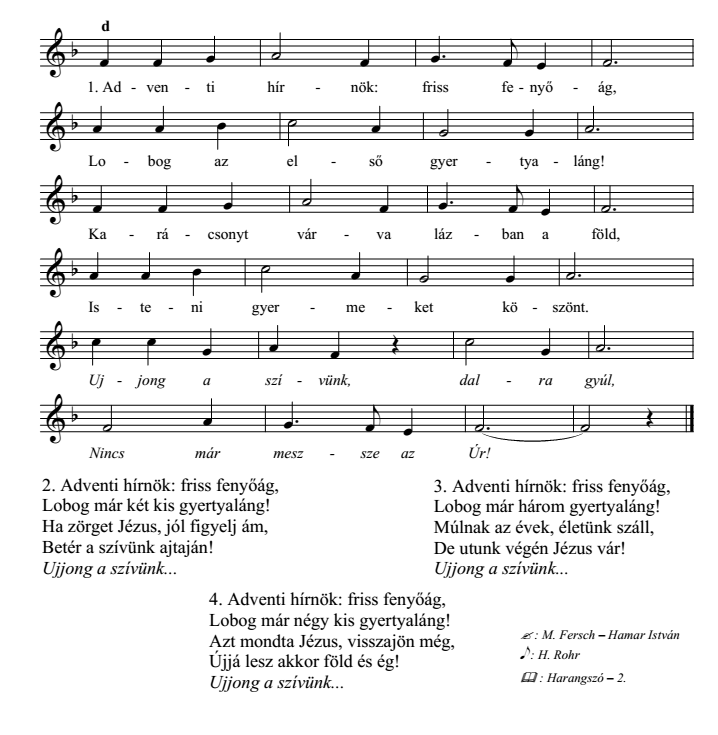 d
1. Ad - ven - ti hír - nök: friss fe - nyő - ág,
Lo - bog az el - ső gyer - tya - láng!
Ka - rá - csonyt vár - va láz - ban a föld,
Is - te - ni gyer - me - ket kö - szönt.
Uj - jong a szí - vünk, dal - ra gyúl,
Nincs már mesz - sze az Úr!
2. Adventi hírnök: friss fenyőág,
Lobog már két kis gyertyaláng!
Ha zörget Jézus, jól figyelj ám,
Betér a szívünk ajtaján!
Ujjong a szívünk...
3. Adventi hírnök: friss fenyőág,
Lobog már három gyertyaláng!
Múlnak az évek, életünk száll,
De utunk végén Jézus vár!
Ujjong a szívünk...
4. Adventi hírnök: friss fenyőág,
Lobog már négy kis gyertyaláng!
Azt mondta Jézus, visszajön még,
Újjá lesz akkor föld és ég!
Ujjong a szívünk...
✍: M. Fersch – Hamar István
♪: H. Rohr
🕮 : Harangszó – 2.